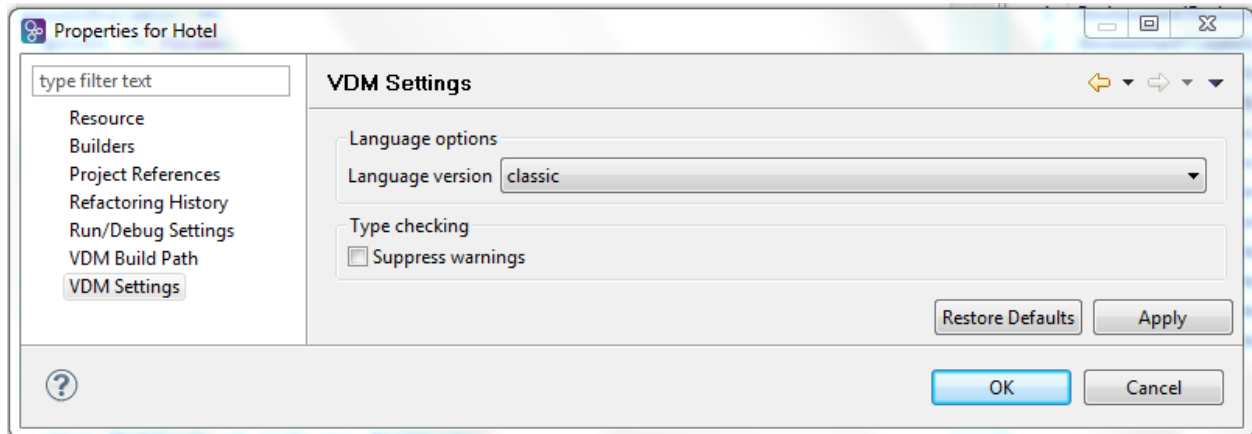 Properties for Hotel
type filter text
Resource
Builders
Project References
Refactoring History
Run/Debug Settings
VDM Build Path
VDM Settings
VDM Settings
Language options
Language version classic
Type checking
Suppress warnings
Restore Defaults Apply
?
OK Cancel